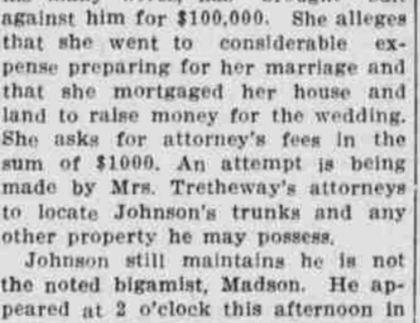 against him for $100,000. She alleges
that she went to considerable ex-
pense preparing for her marriage and
that she mortgaged her house and
land to raise money for the wedding.
She asks for attorney's fees in the
sum of $1000. An attempt is being
made by Mrs. Tretheway's attorneys
to locate Johnson's trunks and any
other property he may possess.
Johnson still maintains he is not
the noted bigamist, Madson. He ap-
peared at 2 o'clock this afternoon in